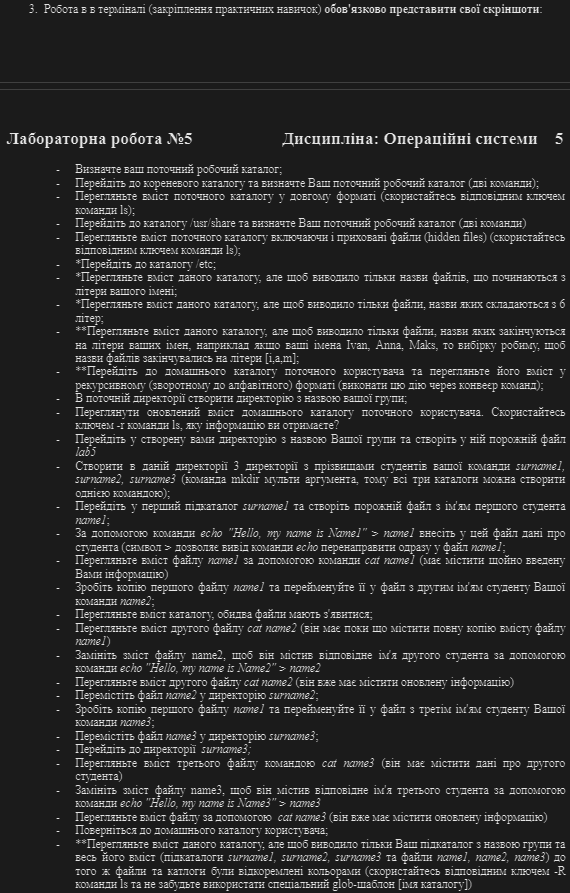 3. Робота в в терміналі (закріплення практичних навичок) обов'язково представити свої скріншоти:
Лабораторна робота №5 Дисципліна: Операційні системи 5
- Визначте ваш поточний робочий каталог;
- Перейдіть до кореневого каталогу та визначте Ваш поточний робочий каталог (дві команди);
- Перегляньте вміст поточного каталогу у довгому форматі (скористайтесь відповідним ключем
команди ls);
- Перейдіть до каталогу /usr/share та визначте Ваш поточний робочий каталог (дві команди)
- Перегляньте вміст поточного каталогу включаючи і приховані файли (hidden files) (скористайтесь
відповідним ключем команди ls);
- *Перейдіть до каталогу /etc;
- *Перегляньте вміст даного каталогу, але щоб виводило тільки назви файлів, що починаються з
літери вашого імені;
- *Перегляньте вміст даного каталогу, але щоб виводило тільки файли, назви яких складаються з 6
літер;
- **Перегляньте вміст даного каталогу, але щоб виводило тільки файли, назви яких закінчуються
на літери ваших імен, наприклад якщо ваші імена Ivan, Anna, Maks, то вибірку робимо, щоб
назви файлів закінчувались на літери [i,a,m];
- **Перейдіть до домашнього каталогу поточного користувача та перегляньте його вміст у
рекурсивному (зворотному до алфавітного) форматі (виконати цю дію через конвеєр команд);
- В поточній директорії створити директорію з назвою вашої групи;
- Переглянути оновлений вміст домашнього каталогу поточного користувача. Скористайтесь
ключем -r команди ls, яку інформацію ви отримаєте?
- Перейдіть у створену вами директорію з назвою Вашої групи та створіть у ній порожній файл
lab5
- Створити в даній директорії 3 директорії з прізвищами студентів вашої команди surname1,
surname2, surname3 (команда mkdir мульти аргумента, тому всі три каталоги можна створити
однією командою);
- Перейдіть у перший підкаталог surname1 та створіть порожній файл з ім'ям першого студента
name1;
- За допомогою команди echo "Hello, my name is Name1" > name1 внесіть у цей файл дані про
студента (символ > дозволяє вивід команди echo перенаправити одразу у файл name1;
- Перегляньте вміст файлу name1 за допомогою команди cat name1 (має містити щойно введену
Вами інформацію)
- Зробіть копію першого файлу name1 та перейменуйте її у файл з другим ім'ям студенту Вашої
команди name2;
- Перегляньте вміст каталогу, обидва файли мають з'явитися;
- Перегляньте вміст другого файлу cat name2 (він має поки що містити повну копію вмісту файлу
name1)
- Замініть зміст файлу name2, щоб він містив відповідне ім'я другого студента за допомогою
команди echo "Hello, my name is Name2" > name2
- Перегляньте вміст другого файлу cat name2 (він вже має містити оновлену інформацію)
- Перемістіть файл name2 у директорію surname2;
- Зробіть копію першого файлу name1 та перейменуйте її у файл з третім ім'ям студенту Вашої
команди name3;
- Перемістіть файл name3 у директорію surname3;
- Перейдіть до директорії surname3;
- Перегляньте вміст третього файлу командою cat name3 (він має містити дані про другого
студента)
- Замініть зміст файлу name3, щоб він містив відповідне ім'я третього студента за допомогою
команди echo "Hello, my name is Name3" > name3
- Перегляньте вміст файлу за допомогою cat name3 (він вже має містити оновлену інформацію)
- Поверніться до домашнього каталогу користувача;
- **Перегляньте вміст даного каталогу, але щоб виводило тільки Ваш підкаталог з назвою групи та
весь його вміст (підкаталоги surname1, surname2, surname3 та файли name1, name2, name3) до
того ж файли та катлоги були відкоремлені кольорами (скористайтесь відповідним ключем -R
команди ls та не забудьте використати спеціальний glob-шаблон [імя каталогу])